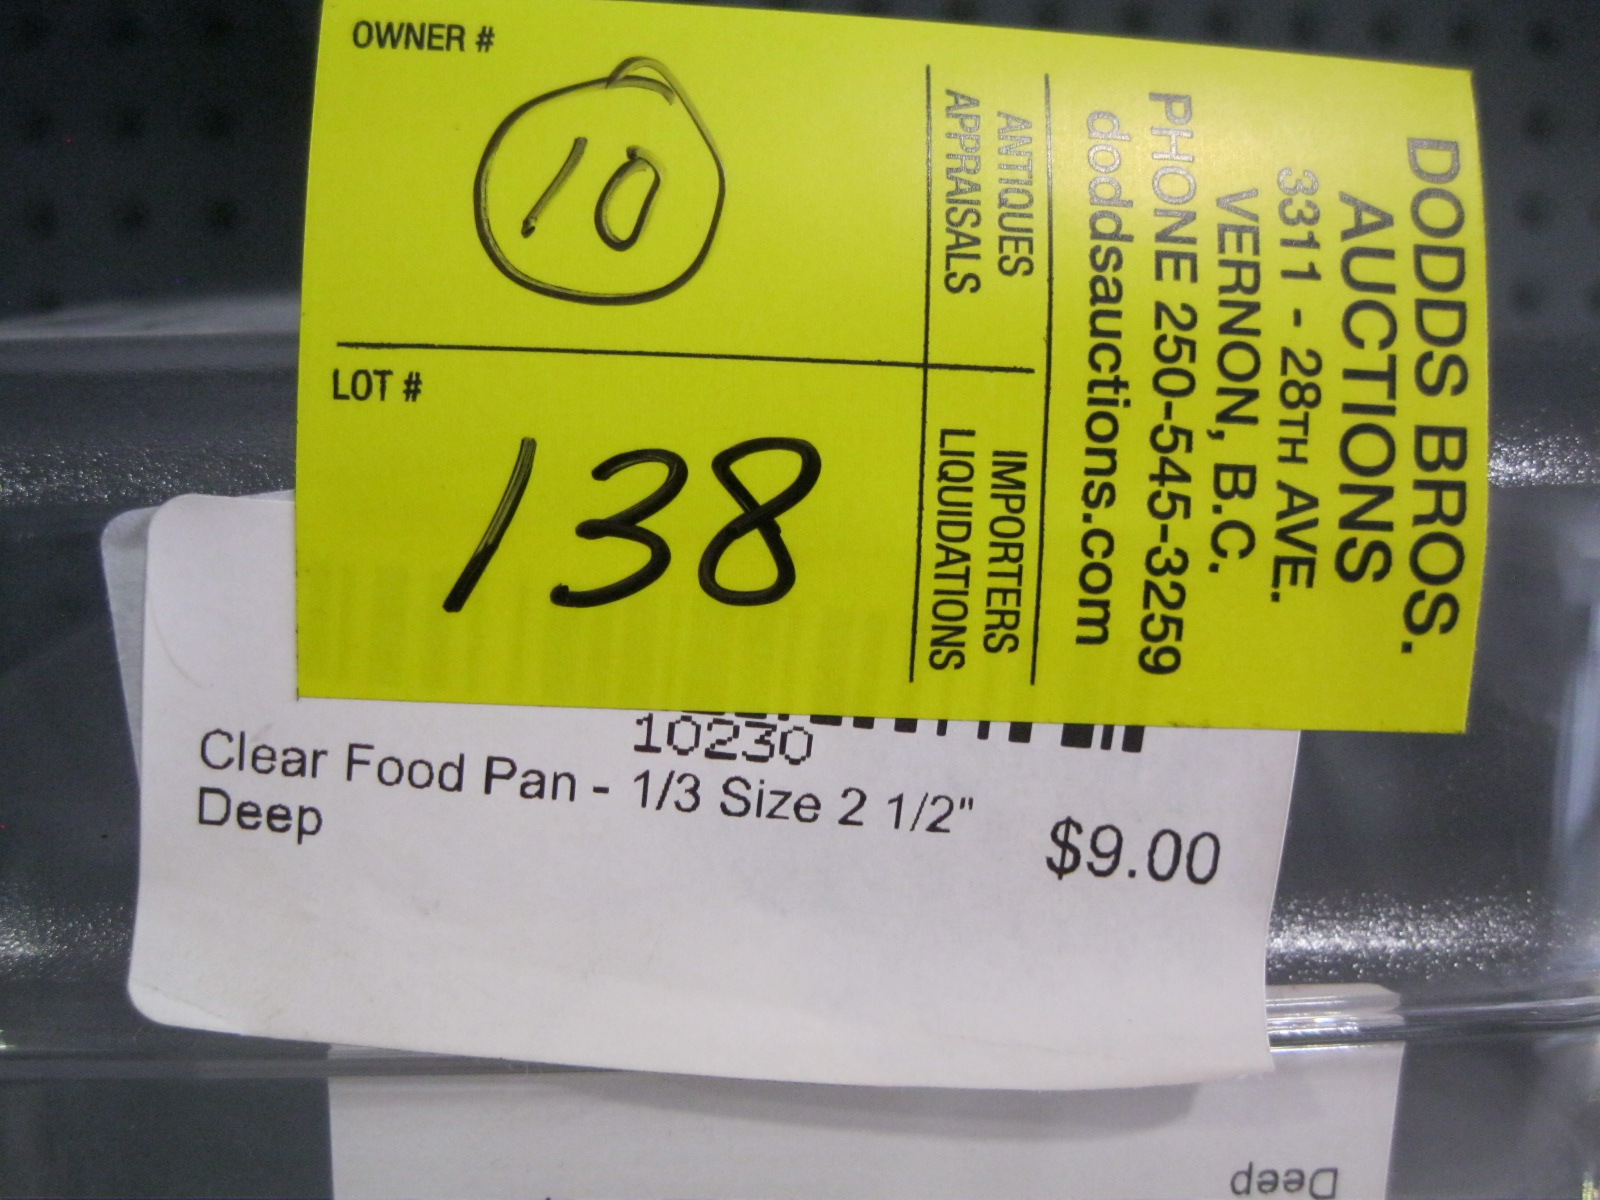 OWNER #
10
LOT #
138
ANTIQUES
APPRAISALS
IMPORTERS
LIQUIDATIONS
DODDS BROS.
AUCTIONS
3311 - 28TH AVE.
VERNON, B.C.
PHONE 250-545-3259
doddsauctions.com
10230
Clear Food Pan - 1/3 Size 2 1/2"
Deep
$9.00
Deep